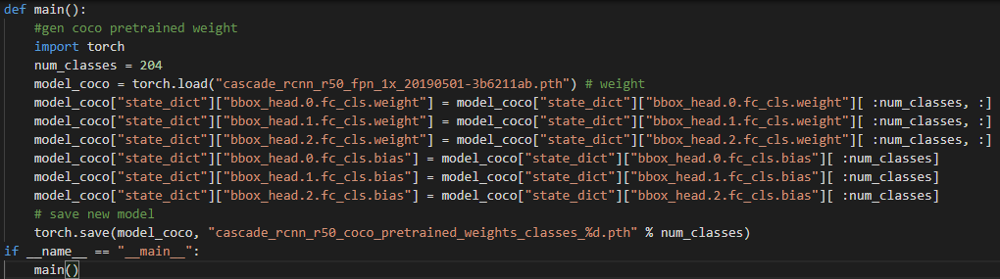 def main():
    #gen coco pretrained weight
    import torch
    num_classes = 204
    model_coco = torch.load("cascade_rcnn_r50_fpn_1x_20190501-3b6211ab.pth") # weight
    model_coco["state_dict"]["bbox_head.0.fc_cls.weight"] = model_coco["state_dict"]["bbox_head.0.fc_cls.weight"][ :num_classes, :]
    model_coco["state_dict"]["bbox_head.1.fc_cls.weight"] = model_coco["state_dict"]["bbox_head.1.fc_cls.weight"][ :num_classes, :]
    model_coco["state_dict"]["bbox_head.2.fc_cls.weight"] = model_coco["state_dict"]["bbox_head.2.fc_cls.weight"][ :num_classes, :]
    model_coco["state_dict"]["bbox_head.0.fc_cls.bias"] = model_coco["state_dict"]["bbox_head.0.fc_cls.bias"][ :num_classes]
    model_coco["state_dict"]["bbox_head.1.fc_cls.bias"] = model_coco["state_dict"]["bbox_head.1.fc_cls.bias"][ :num_classes]
    model_coco["state_dict"]["bbox_head.2.fc_cls.bias"] = model_coco["state_dict"]["bbox_head.2.fc_cls.bias"][ :num_classes]
    # save new model
    torch.save(model_coco, "cascade_rcnn_r50_coco_pretrained_weights_classes_%d.pth" % num_classes)
if __name__ == "__main__":
    main()